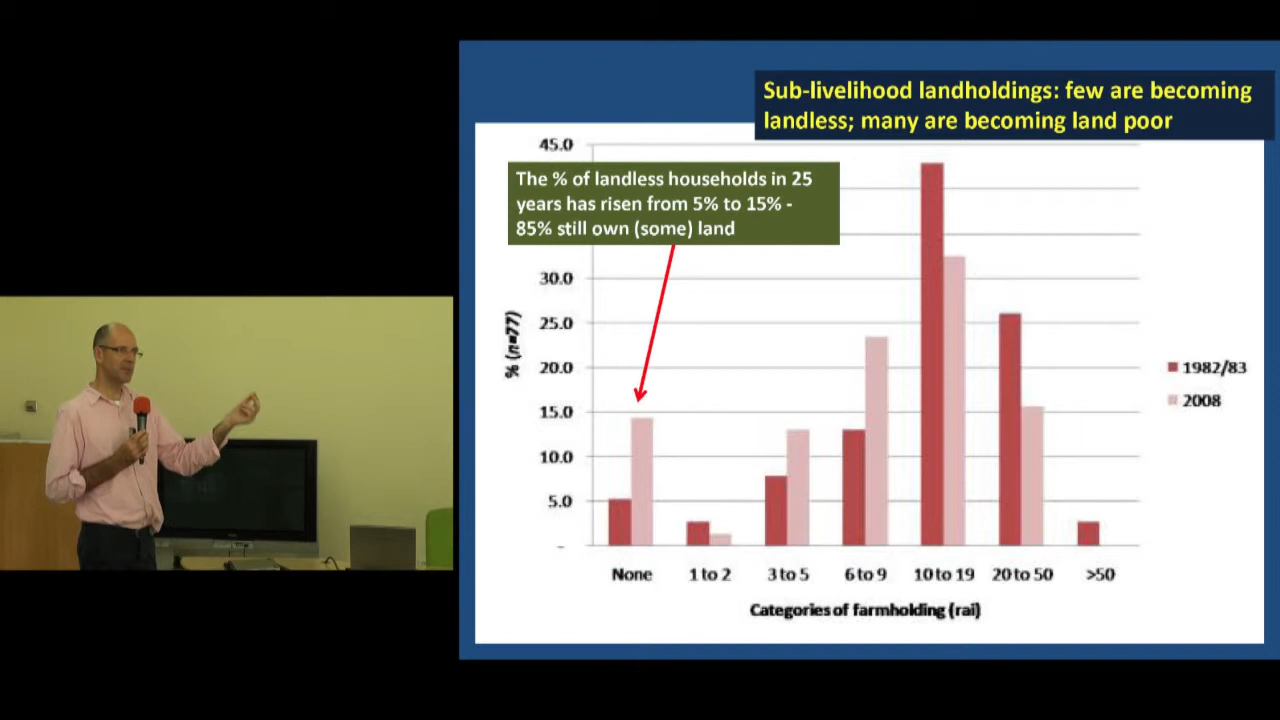 Sub-livelihood landholdings: few are becoming
landless; many are becoming land poor
45.0
The % of landless households in 25
years has risen from 5% to 15% -
85% still own (some) land
30.0
25.0
20.0
15.0
10.0
5.0
-
% (n=77)
1982/83
2008
None 1 to 2 3 to 5 6 to 9 10 to 19 20 to 50 >50
Categories of farmholding (rai)